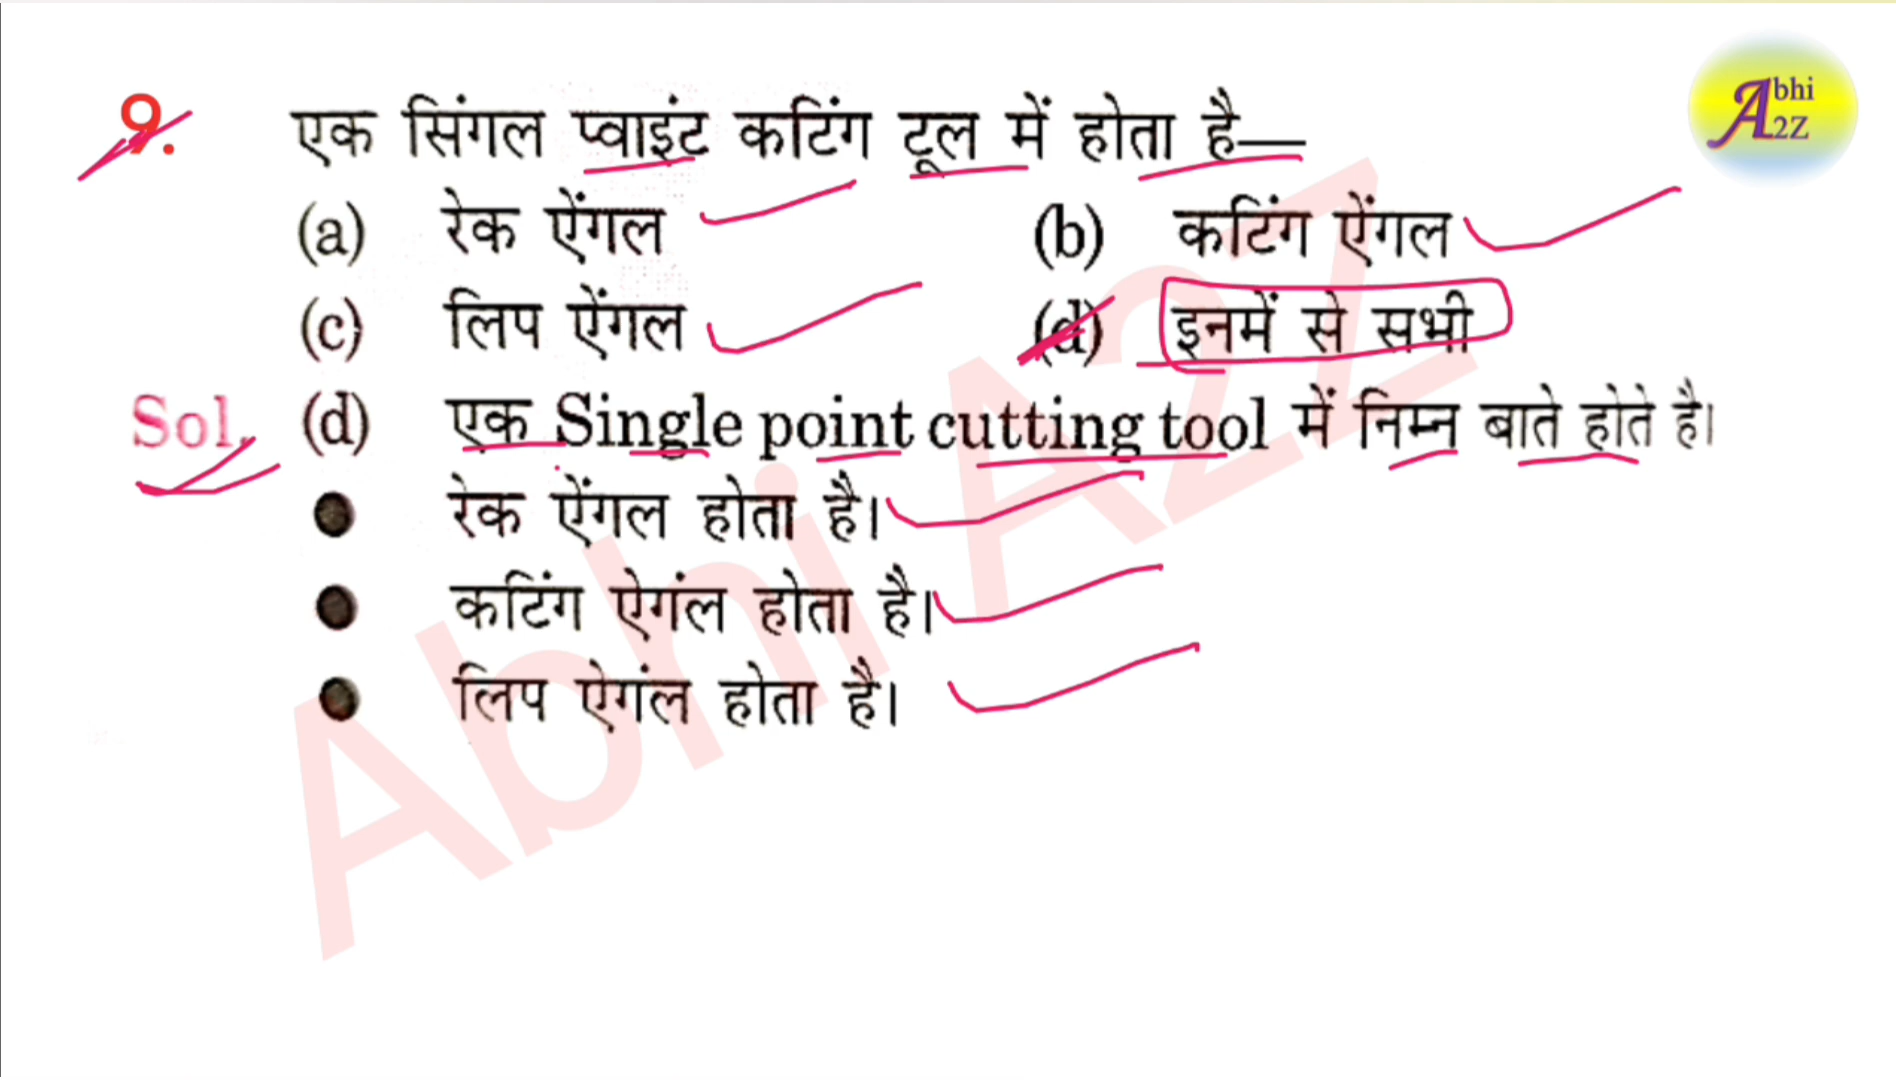 Abhi
A2Z
9. एक सिंगल प्वाइंट कटिंग टूल में होता है—
(a) रेक ऐंगल (b) कटिंग ऐंगल
(c) लिप ऐंगल (d) इनमें से सभी
Sol. (d) एक Single point cutting tool में निम्न बाते होते है।
● रेक ऐंगल होता है।
● कटिंग ऐगंल होता है।
● लिप ऐगंल होता है।
Abhi A2Z